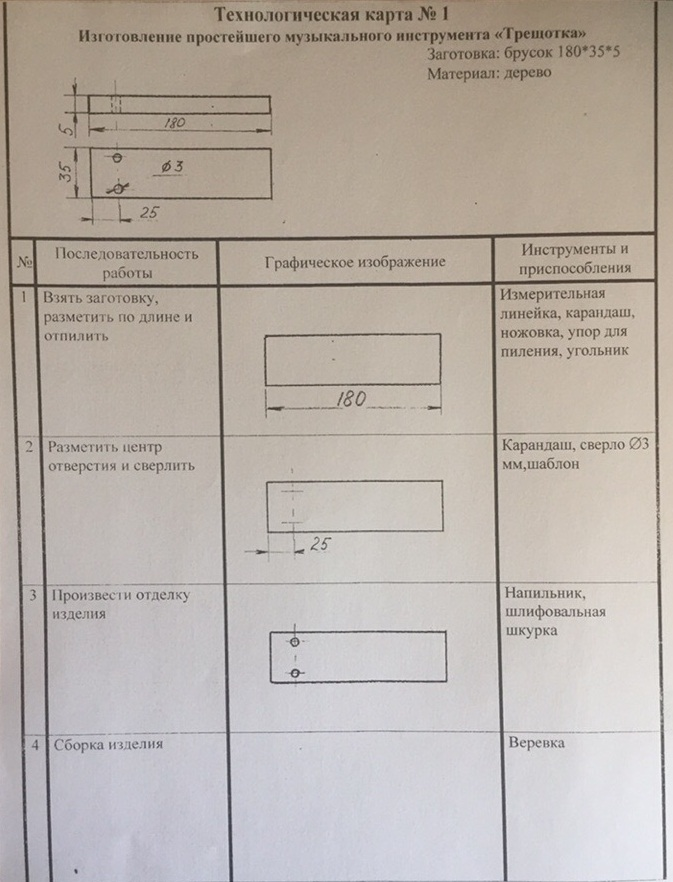 Технологическая карта № 1
Изготовление простейшего музыкального инструмента «Трещотка»
Заготовка: брусок 180*35*5
Материал: дерево
5
180
35
Ø3
25
№
Последовательность
работы
Графическое изображение
Инструменты и
приспособления
1
Взять заготовку,
разметить по длине и
отпилить
180
Измерительная
линейка, карандаш,
ножовка, упор для
пиления, угольник
2
Разметить центр
отверстия и сверлить
25
Карандаш, сверло Ø3
мм,шаблон
3
Произвести отделку
изделия
Напильник,
шлифовальная
шкурка
4
Сборка изделия
Веревка